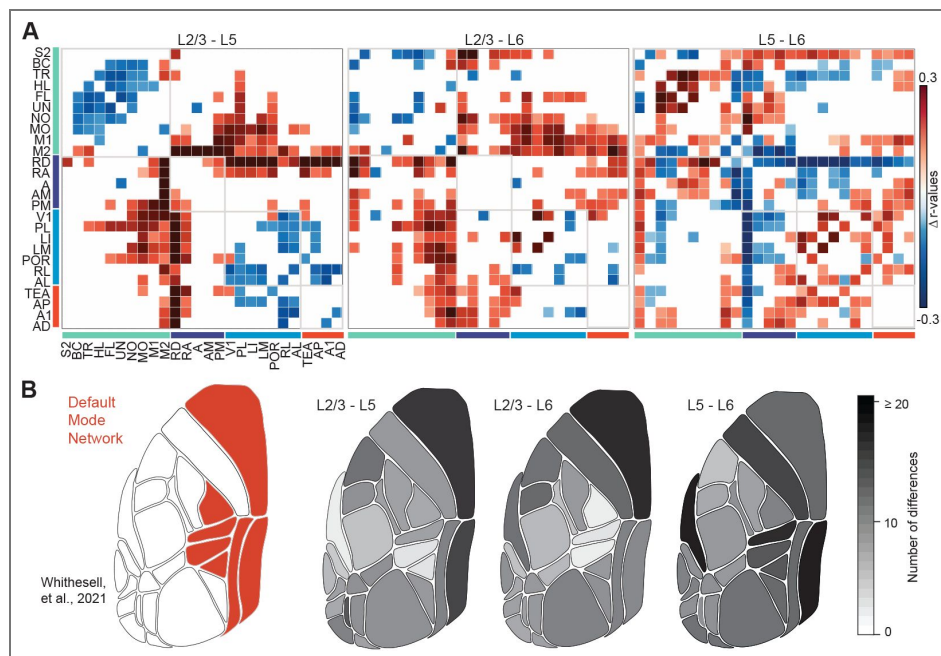 A
L2/3 - L5
L2/3 - L6
L5 - L6
S2
BC
TR
HL
FL
UN
NO
MO
M1
M2
RD
RA
A
AM
PM
V1
PL
LI
LM
POR
RL
AL
TEA
AP
A1
AD
S2
BC
TR
HL
FL
UN
NO
MO
M1
M2
RD
RA
A
AM
PM
V1
PL
LI
LM
POR
RL
AL
TEA
AP
A1
AD
0.3
Δ r-values
-0.3
B
Default
Mode
Network
Whithesell,
et al., 2021
L2/3 - L5
L2/3 - L6
L5 - L6
≥ 20
10
0
Number of differences